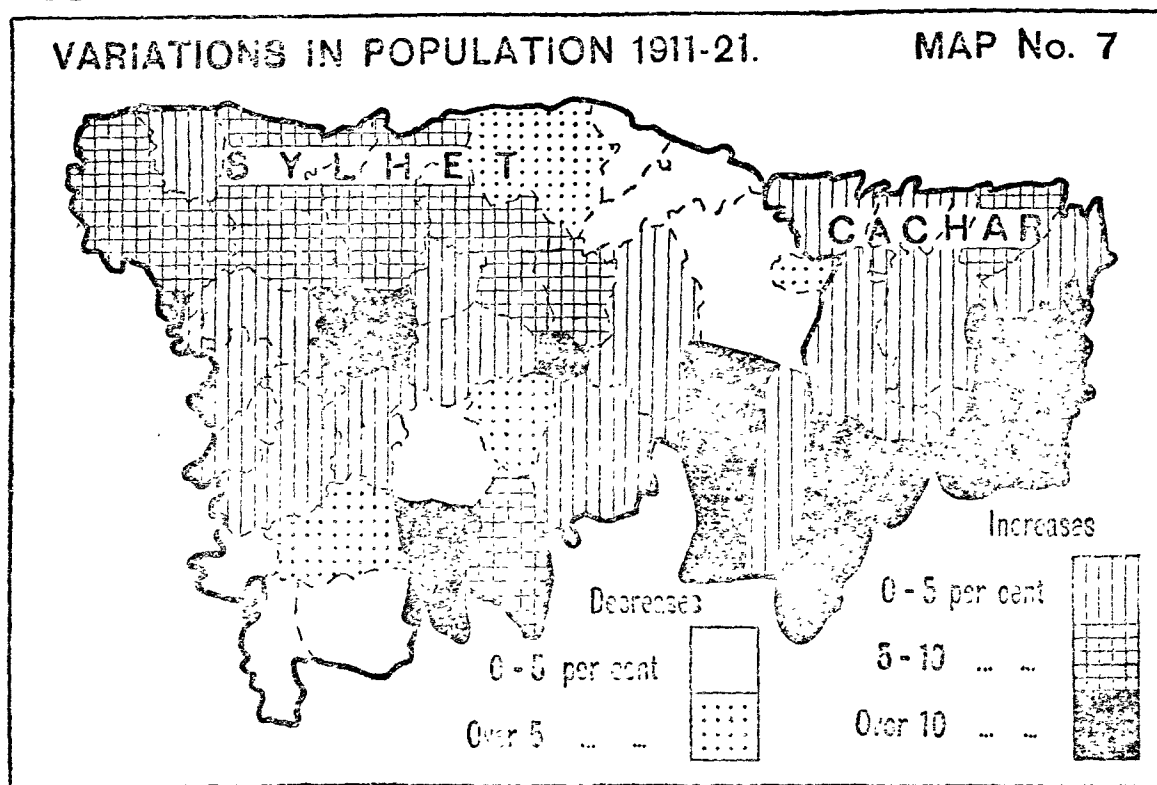 VARIATIONS IN POPULATION 1911-21.
MAP No. 7
SYLHET
CACHAR
Increases
0 - 5 per cent
5 - 10 ... ...
Over 10 ... ...
Decreases
0 - 5 per cent
Over 5 ... ...